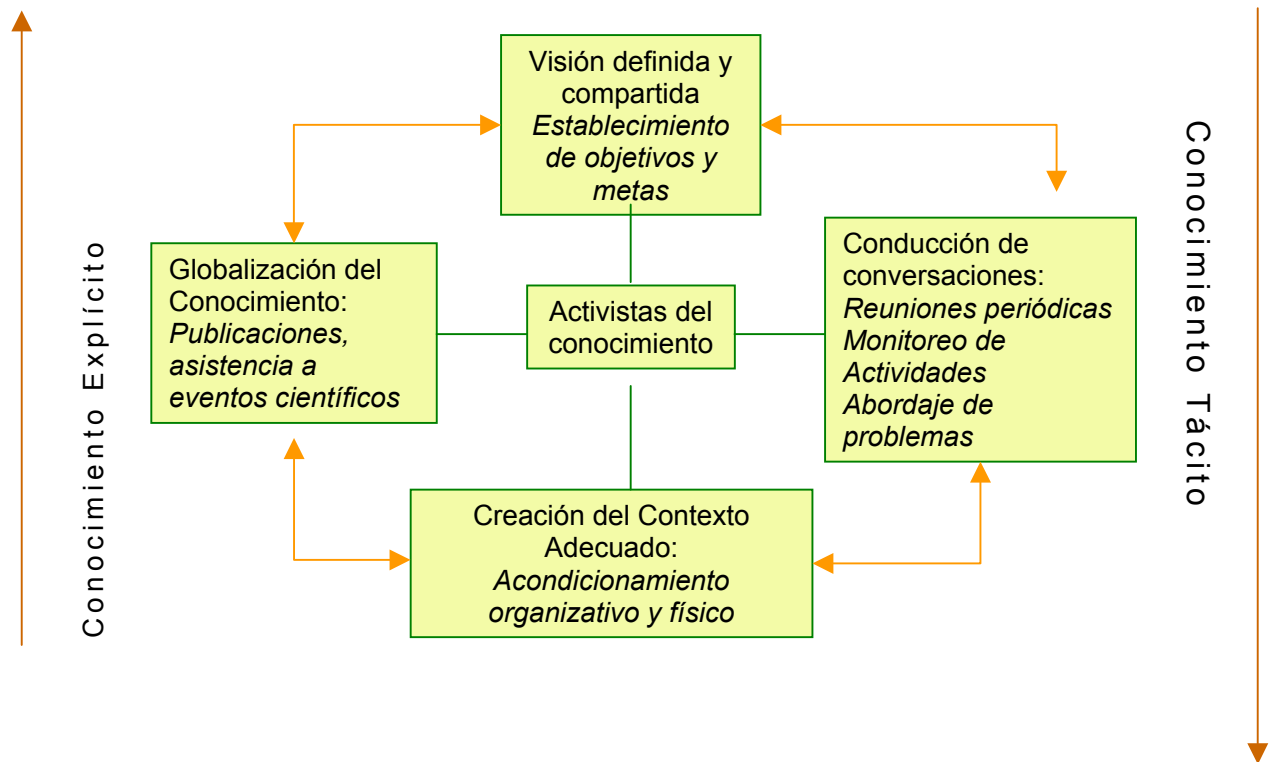 Visión definida y
compartida
Establecimiento
de objetivos y
metas
Conocimiento Explícito
Globalización del
Conocimiento:
Publicaciones,
asistencia a
eventos científicos
Activistas del
conocimiento
Conducción de
conversaciones:
Reuniones periódicas
Monitoreo de
Actividades
Abordaje de
problemas
Conocimiento Tácito
Creación del Contexto
Adecuado:
Acondicionamiento
organizativo y físico